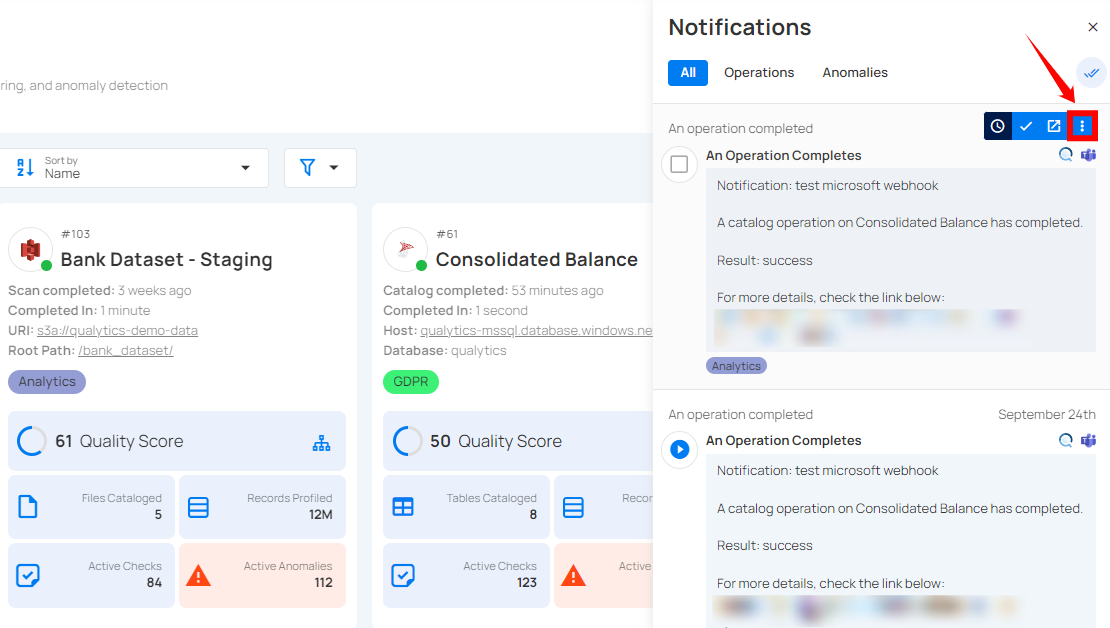 ring, and anomaly detection
Sort by
Name
#103
Bank Dataset - Staging
Scan completed: 3 weeks ago
Completed In: 1 minute
URI: s3a://qualytics-demo-data
Root Path: /bank_dataset/
Analytics
61 Quality Score
Files Cataloged
5
Records Profiled
12M
Active Checks
84
Active Anomalies
112
#61
Consolidated Balance
Catalog completed: 53 minutes ago
Completed In: 1 second
Host: qualytics-mssql.database.windows.ne
Database: qualytics
GDPR
50 Quality Score
Tables Cataloged
8
Recor
Active Checks
123
Active
Notifications
All Operations Anomalies
An operation completed
An Operation Completes
Notification: test microsoft webhook
A catalog operation on Consolidated Balance has completed.
Result: success
For more details, check the link below:
Analytics
An operation completed September 24th
An Operation Completes
Notification: test microsoft webhook
A catalog operation on Consolidated Balance has completed.
Result: success
For more details, check the link below: